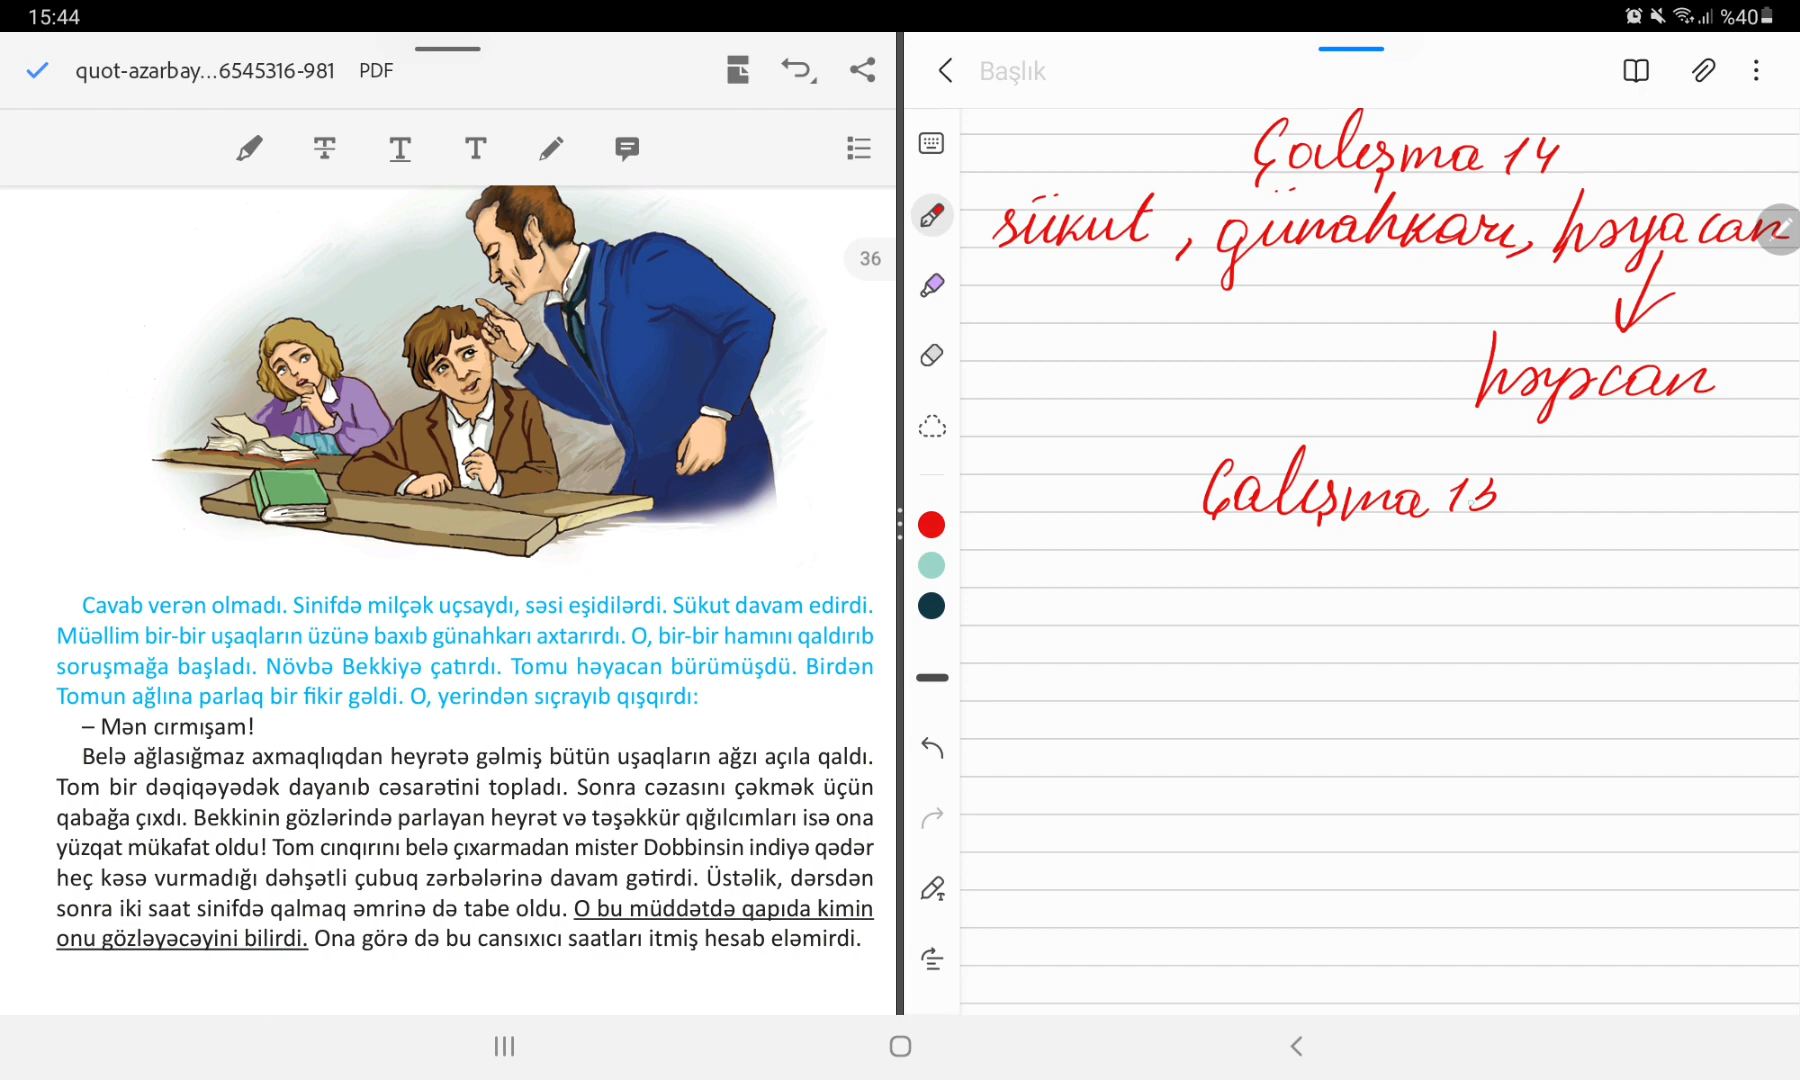 15:44
%40
quot-azarbay...6545316-981 PDF
36
Cavab verən olmadı. Sinifdə milçək uçsaydı, səsi eşidilərdi. Sükut davam edirdi.
Müəllim bir-bir uşaqların üzünə baxıb günahkarı axtarırdı. O, bir-bir hamını qaldırıb
soruşmağa başladı. Növbə Bekkiyə çatırdı. Tomu həyacan bürümüşdü. Birdən
Tomun ağlına parlaq bir fikir gəldi. O, yerindən sıçrayıb qışqırdı:
– Mən cırmışam!
Belə ağlasığmaz axmaqlıqdan heyrətə gəlmiş bütün uşaqların ağzı açıla qaldı.
Tom bir dəqiqəyədək dayanıb cəsarətini topladı. Sonra cəzasını çəkmək üçün
qabağa çıxdı. Bekkinin gözlərində parlayan heyrət və təşəkkür qığılcımları isə ona
yüzqat mükafat oldu! Tom cınqırını belə çıxarmadan mister Dobbinsin indiyə qədər
heç kəsə vurmadığı dəhşətli çubuq zərbələrinə davam gətirdi. Üstəlik, dərsdən
sonra iki saat sinifdə qalmaq əmrinə də tabe oldu. O bu müddətdə qapıda kimin
onu gözləyəcəyini bilirdi. Ona görə də bu cansıxıcı saatları itmiş hesab eləmirdi.
Başlık
Çalışma 14
sükut, günahkarı, həyacan
həyəcan
Çalışma 15